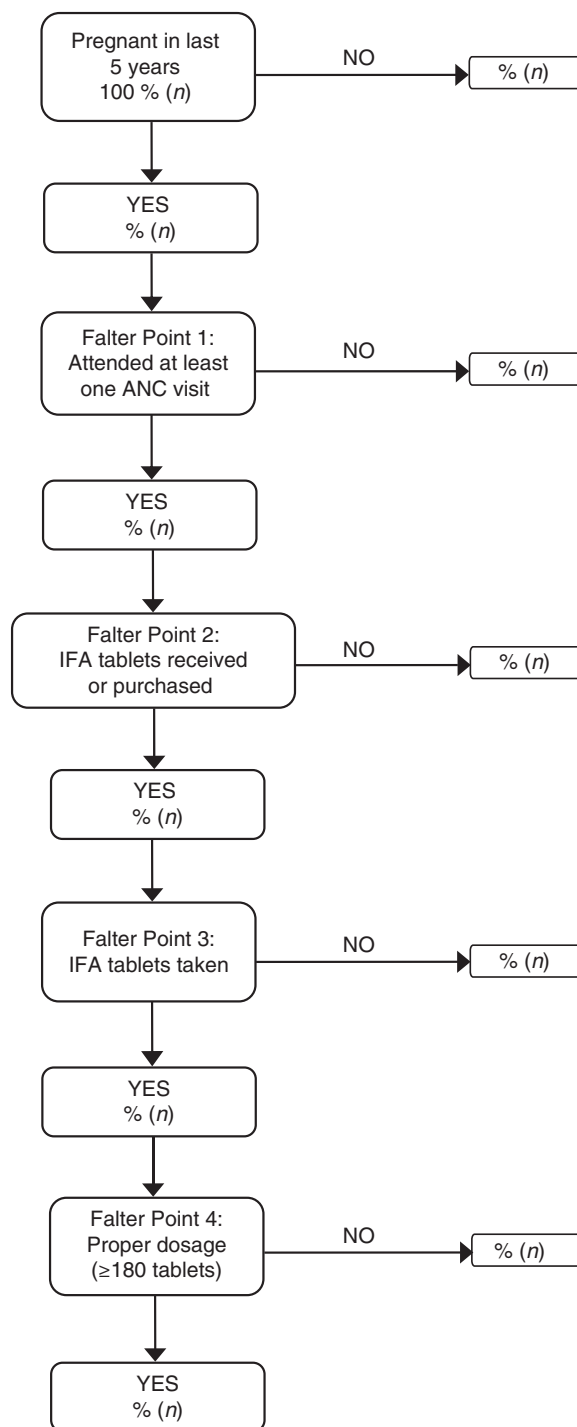 Pregnant in last
5 years
100 % (n)
NO
% (n)
YES
% (n)
Falter Point 1:
Attended at least
one ANC visit
NO
% (n)
YES
% (n)
Falter Point 2:
IFA tablets received
or purchased
NO
% (n)
YES
% (n)
Falter Point 3:
IFA tablets taken
NO
% (n)
YES
% (n)
Falter Point 4:
Proper dosage
(≥180 tablets)
NO
% (n)
YES
% (n)